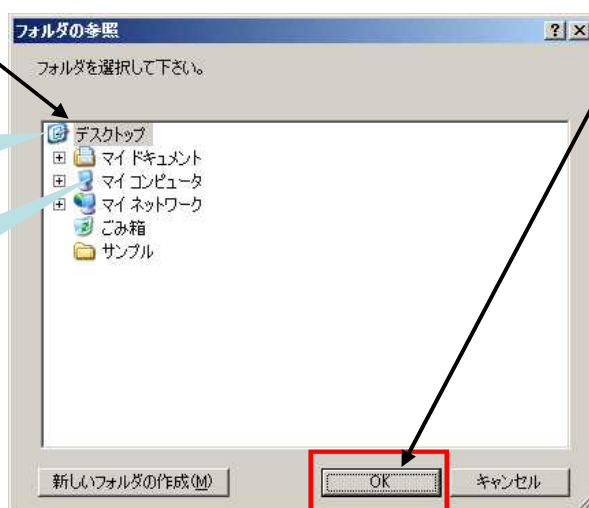 フォルダの参照
フォルダを選択して下さい。
デスクトップ
マイ ドキュメント
マイ コンピュータ
マイ ネットワーク
ごみ箱
サンプル
新しいフォルダの作成(M) OK キャンセル